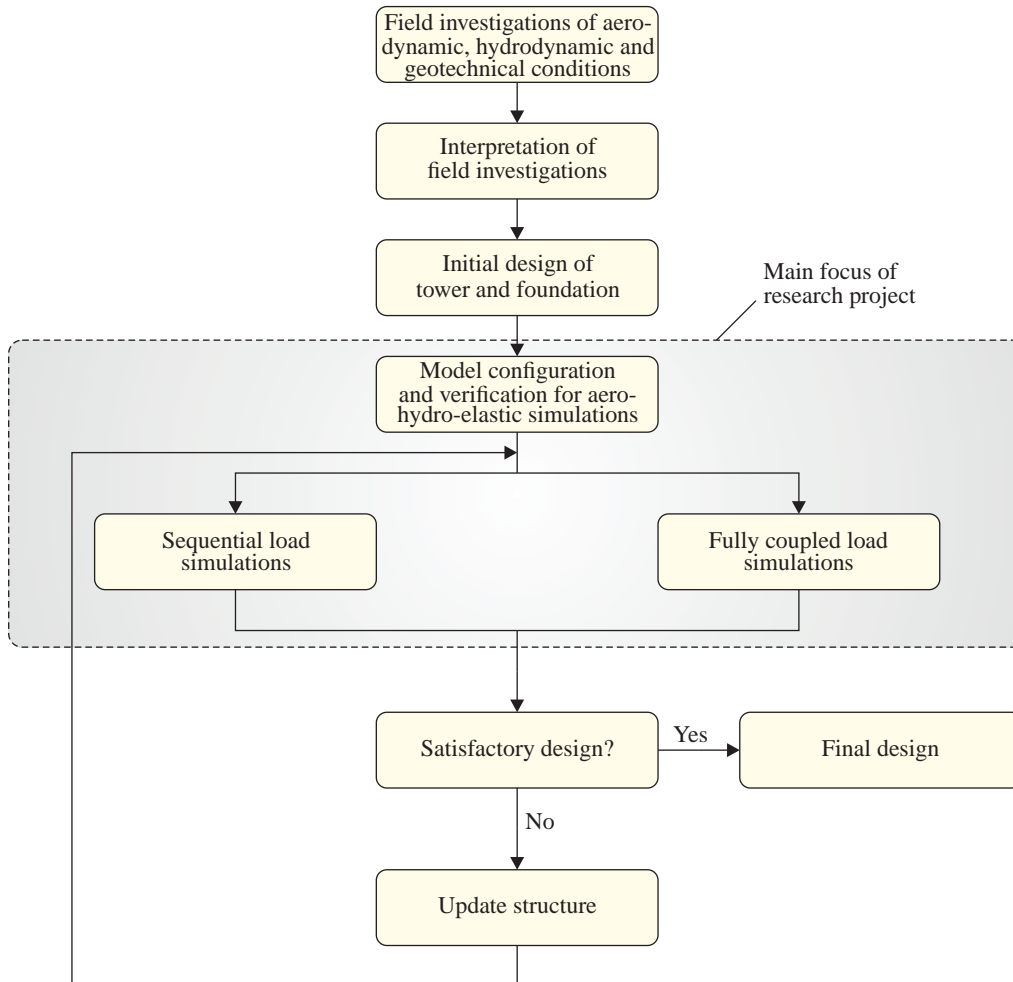 Field investigations of aero-
dynamic, hydrodynamic and
geotechnical conditions
Interpretation of
field investigations
Initial design of
tower and foundation
Main focus of
research project
Model configuration
and verification for aero-
hydro-elastic simulations
Sequential load
simulations
Fully coupled load
simulations
Satisfactory design?
Yes
Final design
No
Update structure